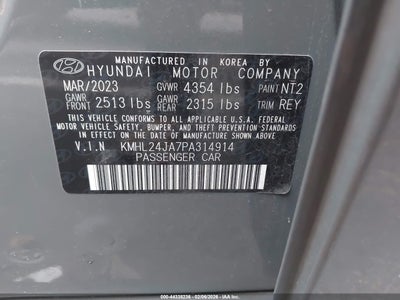 MANUFACTURED IN KOREA BY
HYUNDAI MOTOR COMPANY
MAR/2023 GVWR 4354 lbs PAINT NT2
GAWR FRONT 2513 lbs GAWR REAR 2315 lbs TRIM REY
THIS VEHICLE CONFORMS TO ALL APPLICABLE U.S.A. FEDERAL
MOTOR VEHICLE SAFETY, BUMPER, AND THEFT PREVENTION STANDARDS
IN EFFECT ON THE DATE OF MANUFACTURE SHOWN ABOVE.
V.I.N. KMHL24JA7PA314914
PASSENGER CAR